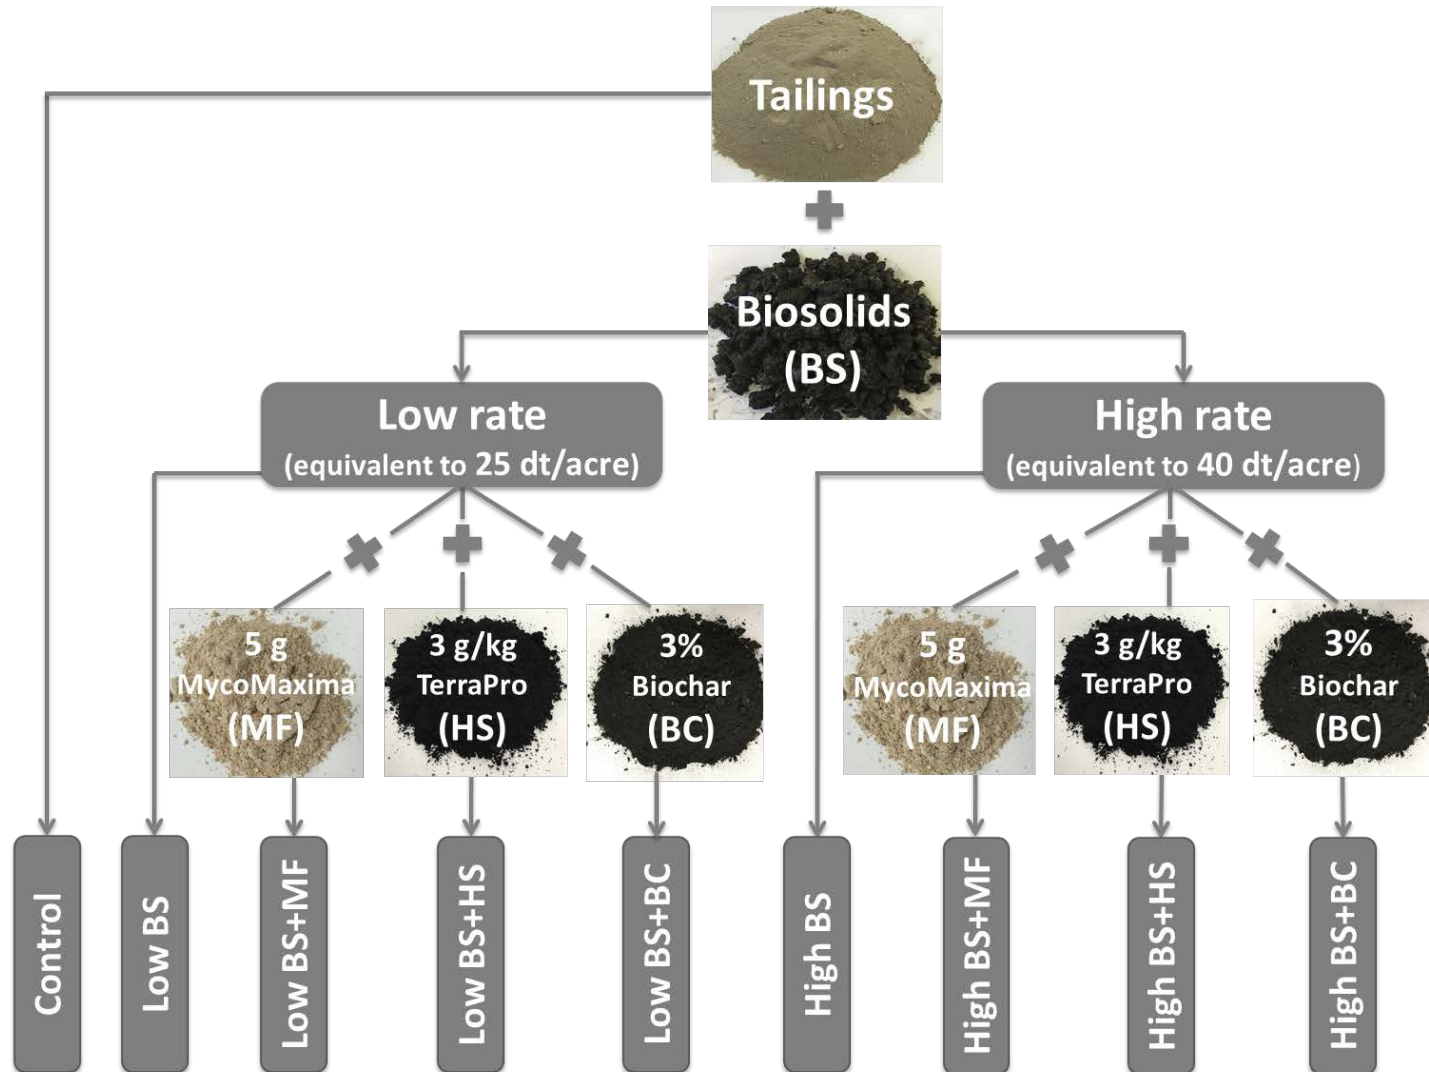 Tailings
Biosolids
(BS)
Low rate
(equivalent to 25 dt/acre)
High rate
(equivalent to 40 dt/acre)
5 g
MycoMaxima
(MF)
3 g/kg
TerraPro
(HS)
3%
Biochar
(BC)
5 g
MycoMaxima
(MF)
3 g/kg
TerraPro
(HS)
3%
Biochar
(BC)
Control
Low BS
Low BS+MF
Low BS+HS
Low BS+BC
High BS
High BS+MF
High BS+HS
High BS+BC